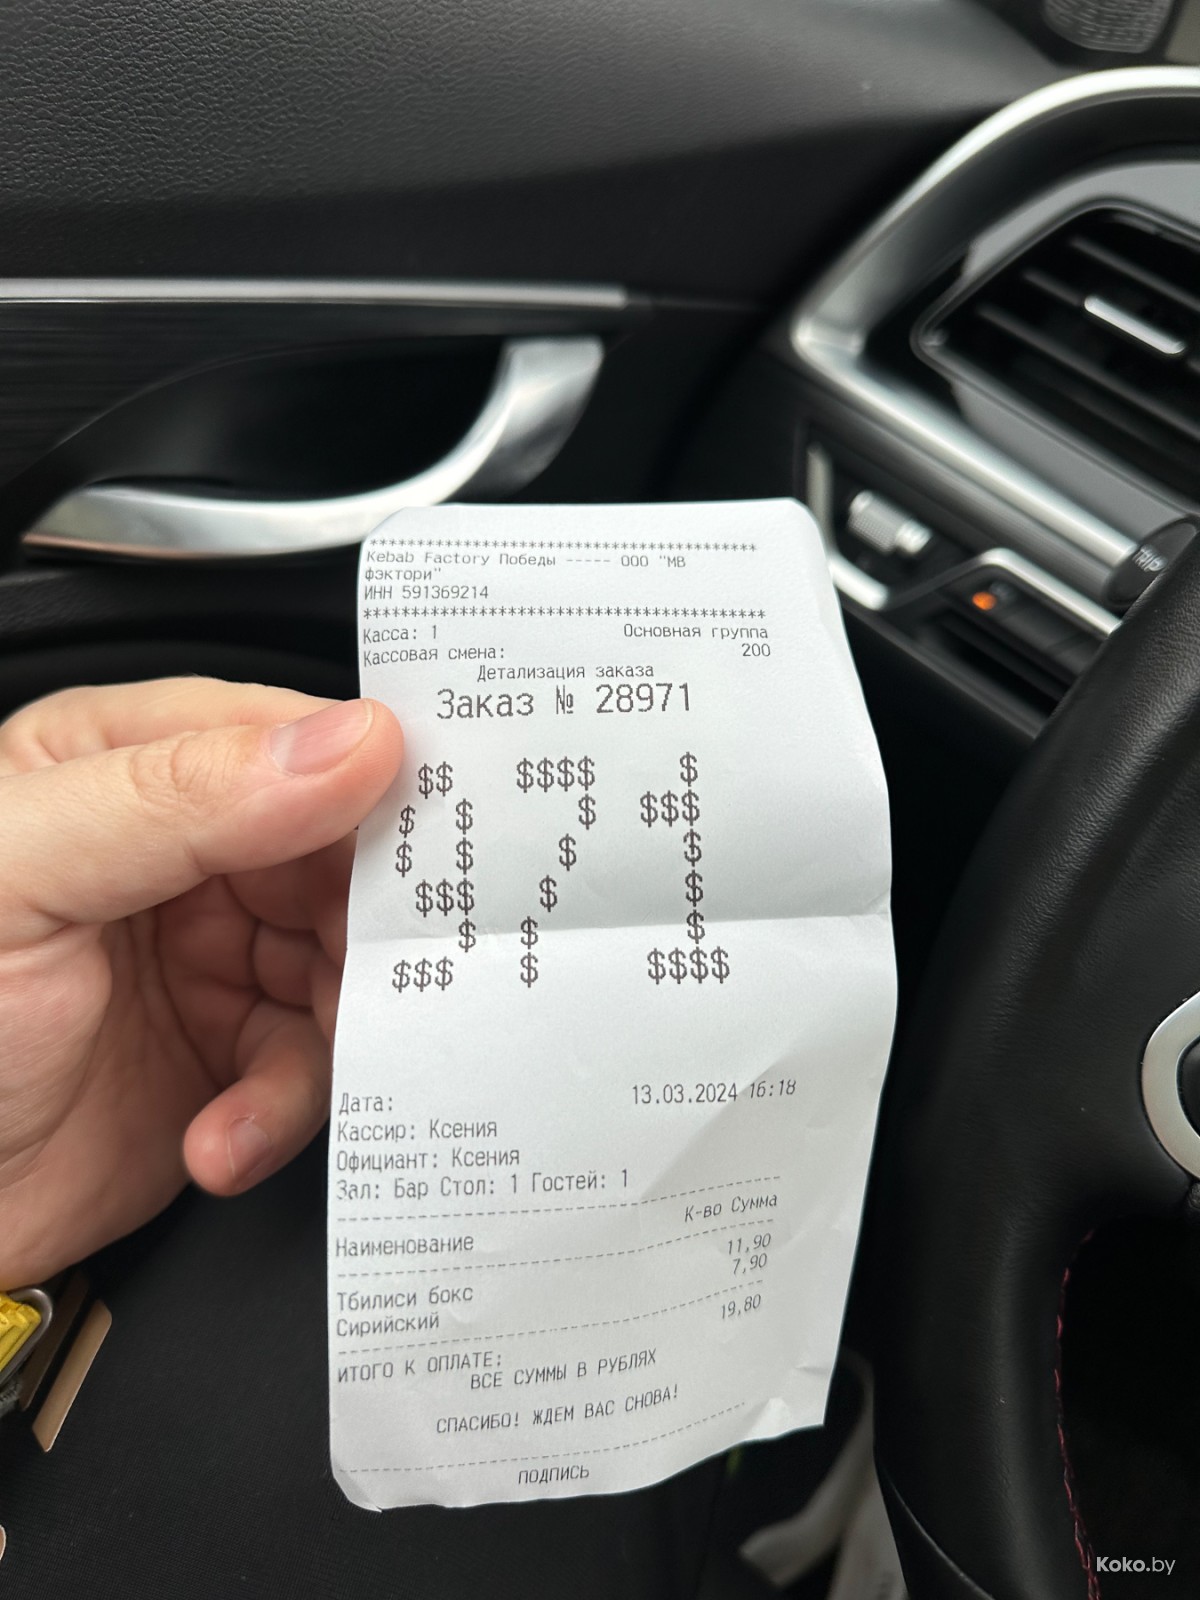 *****************************************
Kebab Factory Победы ----- ООО "МВ
фэктори"
ИНН 591369214
*****************************************
Касса: 1 Основная группа
Кассовая смена: 200
Детализация заказа
Заказ № 28971
$$ $$$$ $
$ $ $ $$$
$ $ $ $
$$$ $ $
$ $ $
$$$ $ $$$$
Дата: 13.03.2024 16:18
Кассир: Ксения
Официант: Ксения
Зал: Бар Стол: 1 Гостей: 1
Наименование К-во Сумма
Тбилиси бокс 11,90
Сирийский 7,90
ИТОГО К ОПЛАТЕ: 19,80
ВСЕ СУММЫ В РУБЛЯХ
СПАСИБО! ЖДЕМ ВАС СНОВА!
ПОДПИСЬ
TRIP
Koko.by